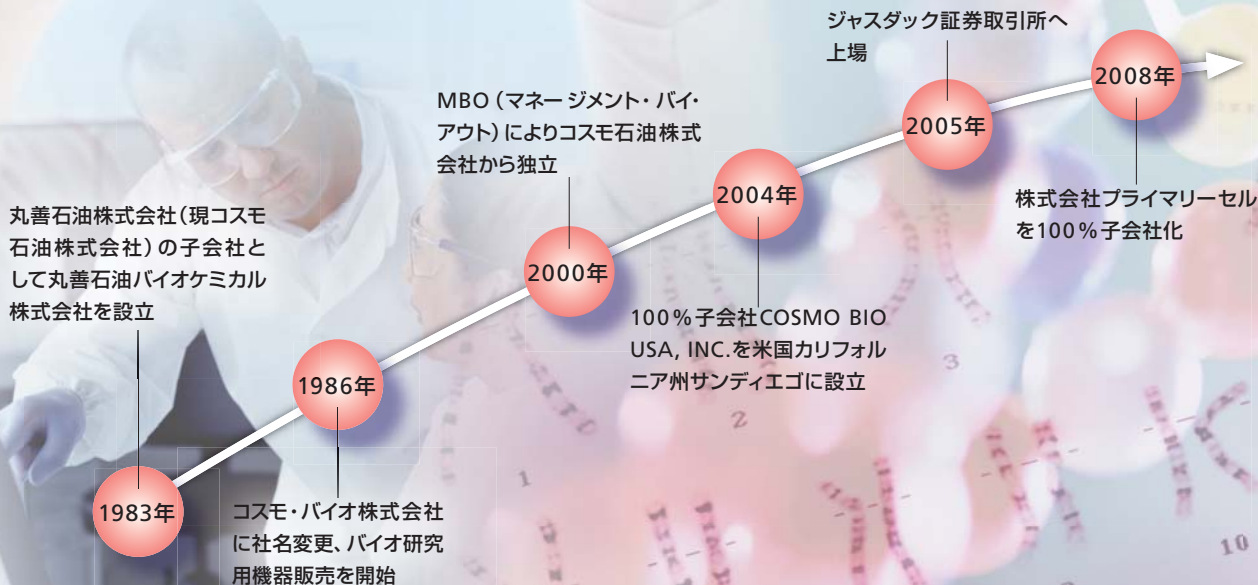 丸善石油株式会社（現コスモ
石油株式会社）の子会社と
して丸善石油バイオケミカル
株式会社を設立
1983年
1986年
コスモ・バイオ株式会社
に社名変更、バイオ研究
用機器販売を開始
MBO（マネージメント・バイ・
アウト）によりコスモ石油株式
会社から独立
2000年
2004年
100％子会社COSMO BIO
USA, INC.を米国カリフォル
ニア州サンディエゴに設立
ジャスダック証券取引所へ
上場
2005年
2008年
株式会社プライマリーセル
を100％子会社化
1
2
3
10